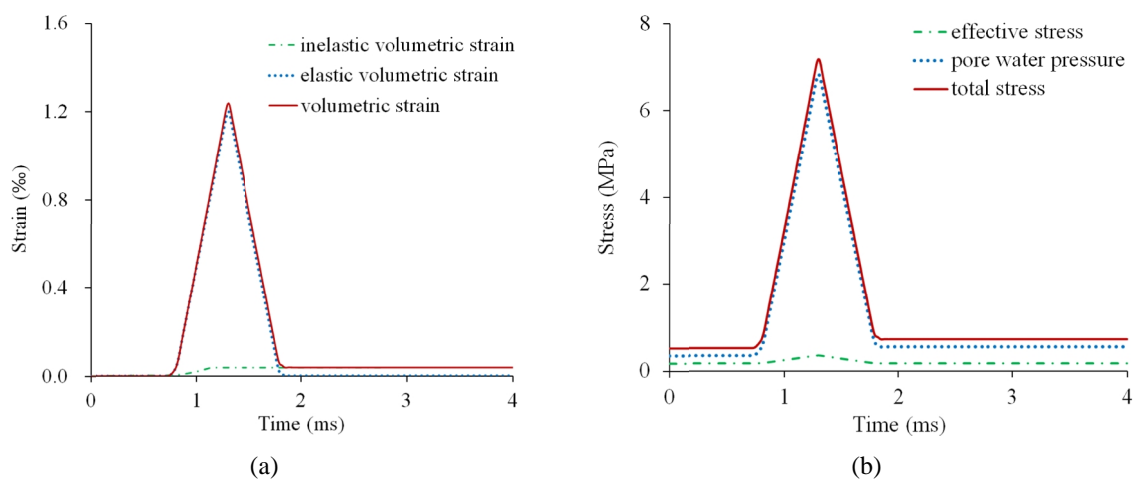 1.6
1.2
0.8
0.4
0.0
Strain (‰)
inelastic volumetric strain
elastic volumetric strain
volumetric strain
0 1 2 3 4
Time (ms)
(a)
8
6
4
2
0
Stress (MPa)
effective stress
pore water pressure
total stress
0 1 2 3 4
Time (ms)
(b)